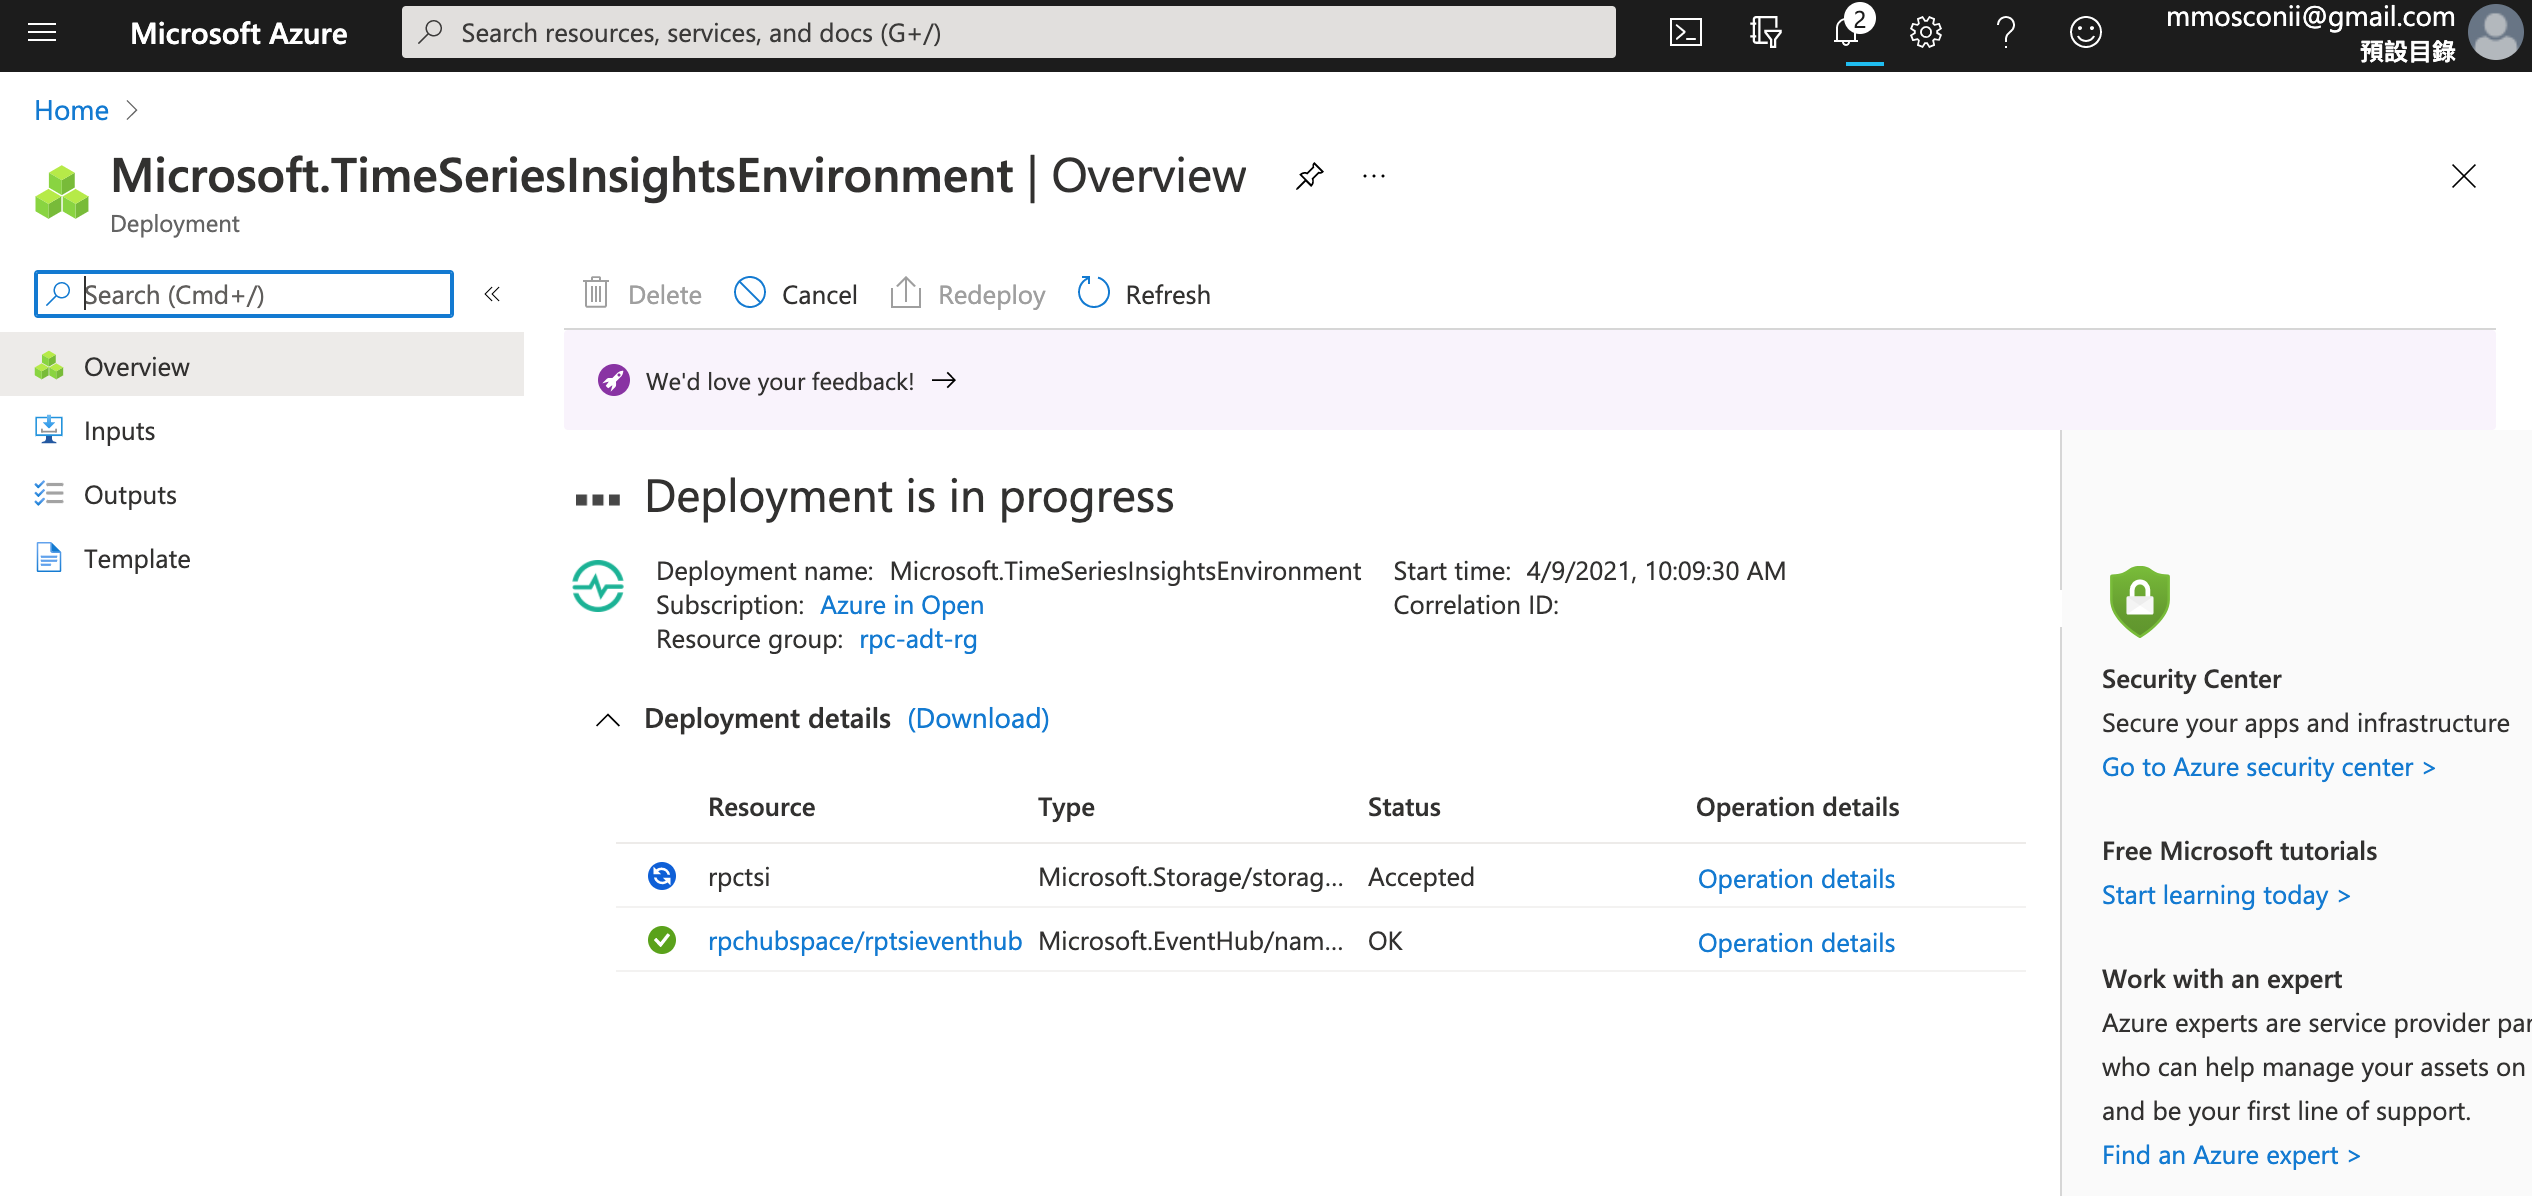 Microsoft Azure
Search resources, services, and docs (G+/)
2
mmosconii@gmail.com
預設目錄
Home
Microsoft.TimeSeriesInsightsEnvironment | Overview
Deployment
Search (Cmd+/)
Overview
Inputs
Outputs
Template
Delete
Cancel
Redeploy
Refresh
We'd love your feedback!
Deployment is in progress
Deployment name: Microsoft.TimeSeriesInsightsEnvironment
Subscription: Azure in Open
Resource group: rpc-adt-rg
Start time: 4/9/2021, 10:09:30 AM
Correlation ID:
Deployment details (Download)
Resource Type Status Operation details
rpctsi Microsoft.Storage/storag... Accepted Operation details
rpchubspace/rptsieventhub Microsoft.EventHub/nam... OK Operation details
Security Center
Secure your apps and infrastructure
Go to Azure security center >
Free Microsoft tutorials
Start learning today >
Work with an expert
Azure experts are service provider
who can help manage your assets on
and be your first line of support.
Find an Azure expert >